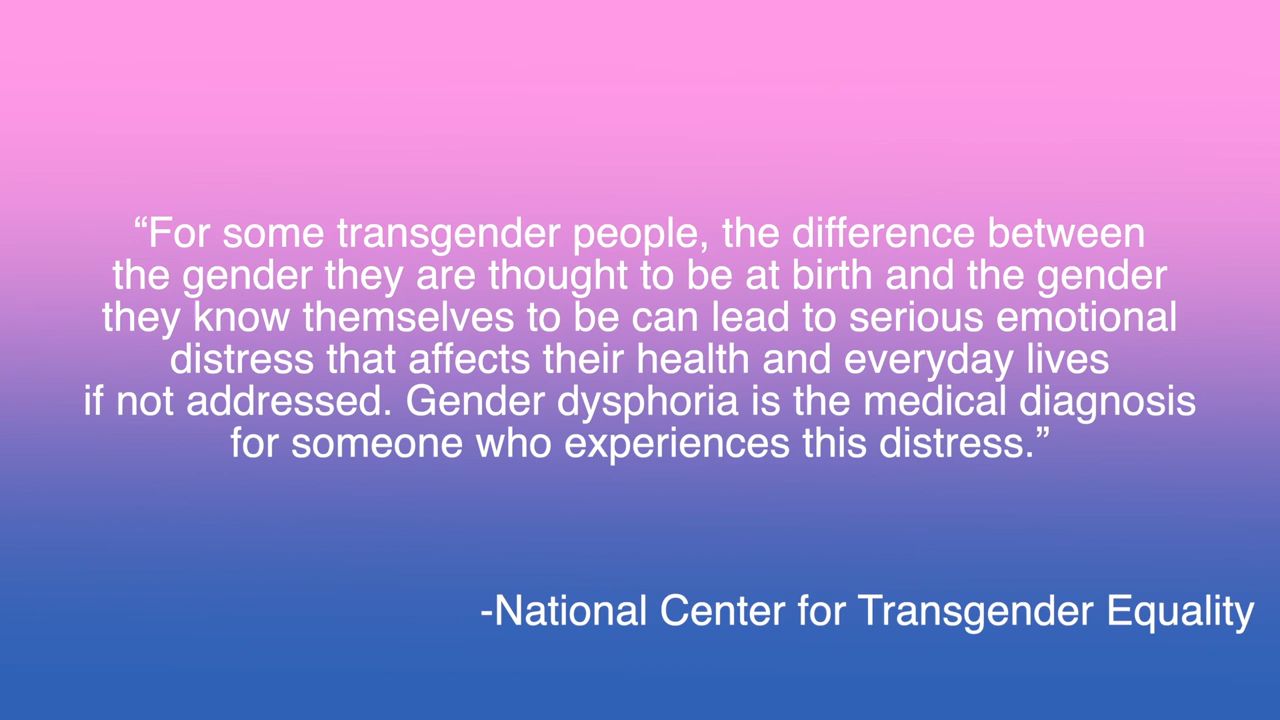 “For some transgender people, the difference between
the gender they are thought to be at birth and the gender
they know themselves to be can lead to serious emotional
distress that affects their health and everyday lives
if not addressed. Gender dysphoria is the medical diagnosis
for someone who experiences this distress.”
-National Center for Transgender Equality